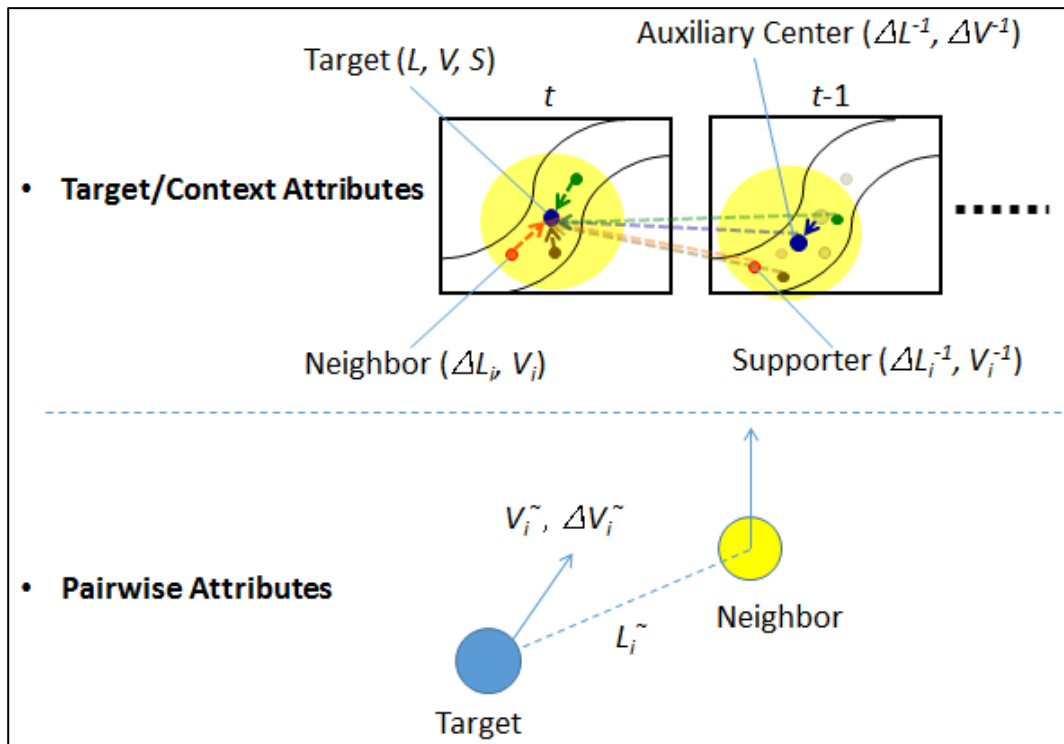 Auxiliary Center (ΔL⁻¹, ΔV⁻¹)
Target (L, V, S)
t
t-1
• Target/Context Attributes
Neighbor (ΔLᵢ, Vᵢ)
Supporter (ΔLᵢ⁻¹, Vᵢ⁻¹)
Vᵢ˜, ΔVᵢ˜
• Pairwise Attributes
Neighbor
Lᵢ˜
Target